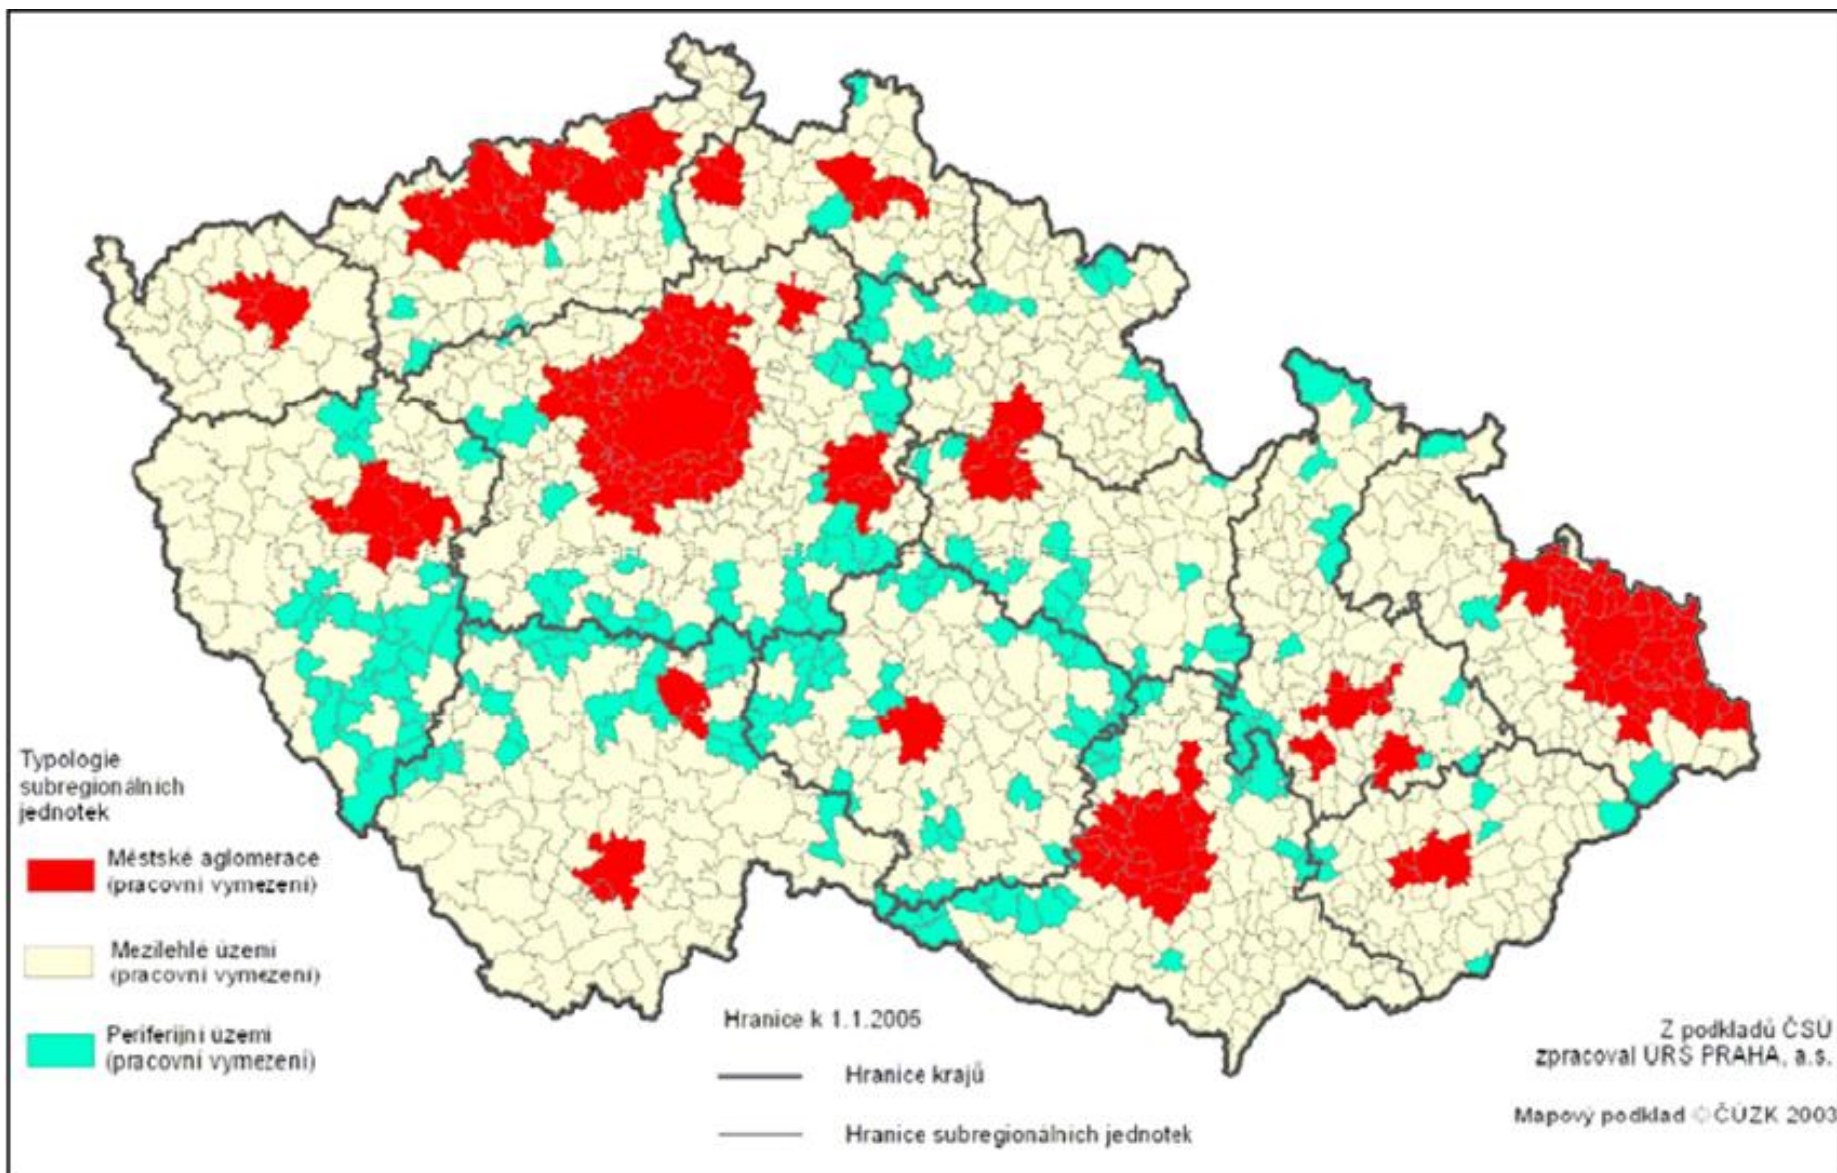 Typologie
subregionálních
jednotek
Městské aglomerace
(pracovní vymezení)
Mezilehlé území
(pracovní vymezení)
Periferijní území
(pracovní vymezení)
Hranice k 1.1.2005
Hranice krajů
Hranice subregionálních jednotek
Z podkladů ČSÚ
zpracoval URS PRAHA, a.s.
Mapový podklad © ČÚZK 2003